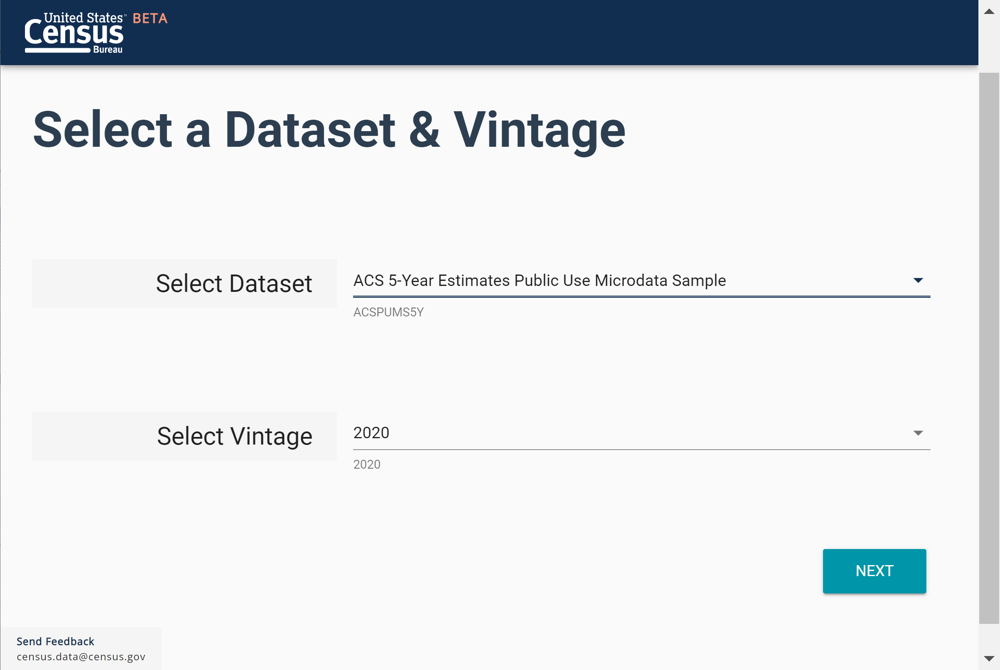 United States™ BETA
Census
Bureau
Select a Dataset & Vintage
Select Dataset
ACS 5-Year Estimates Public Use Microdata Sample
ACSPUMS5Y
Select Vintage
2020
2020
NEXT
Send Feedback
census.data@census.gov